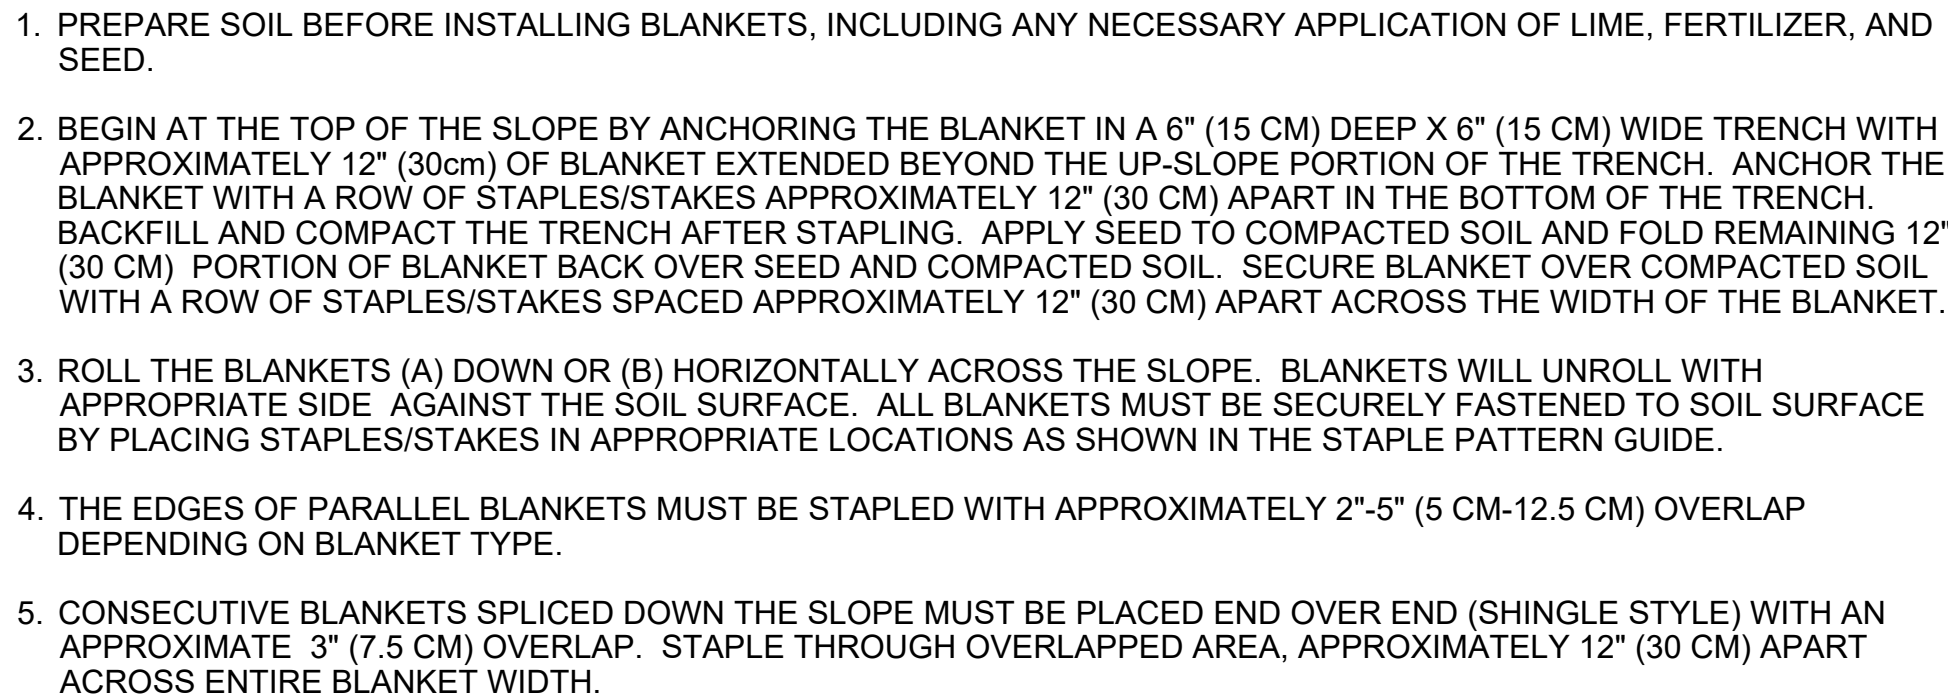 1. PREPARE SOIL BEFORE INSTALLING BLANKETS, INCLUDING ANY NECESSARY APPLICATION OF LIME, FERTILIZER, AND
SEED.
2. BEGIN AT THE TOP OF THE SLOPE BY ANCHORING THE BLANKET IN A 6" (15 CM) DEEP X 6" (15 CM) WIDE TRENCH WITH
APPROXIMATELY 12" (30cm) OF BLANKET EXTENDED BEYOND THE UP-SLOPE PORTION OF THE TRENCH. ANCHOR THE
BLANKET WITH A ROW OF STAPLES/STAKES APPROXIMATELY 12" (30 CM) APART IN THE BOTTOM OF THE TRENCH.
BACKFILL AND COMPACT THE TRENCH AFTER STAPLING. APPLY SEED TO COMPACTED SOIL AND FOLD REMAINING 12"
(30 CM) PORTION OF BLANKET BACK OVER SEED AND COMPACTED SOIL. SECURE BLANKET OVER COMPACTED SOIL
WITH A ROW OF STAPLES/STAKES SPACED APPROXIMATELY 12" (30 CM) APART ACROSS THE WIDTH OF THE BLANKET.
3. ROLL THE BLANKETS (A) DOWN OR (B) HORIZONTALLY ACROSS THE SLOPE. BLANKETS WILL UNROLL WITH
APPROPRIATE SIDE AGAINST THE SOIL SURFACE. ALL BLANKETS MUST BE SECURELY FASTENED TO SOIL SURFACE
BY PLACING STAPLES/STAKES IN APPROPRIATE LOCATIONS AS SHOWN IN THE STAPLE PATTERN GUIDE.
4. THE EDGES OF PARALLEL BLANKETS MUST BE STAPLED WITH APPROXIMATELY 2"-5" (5 CM-12.5 CM) OVERLAP
DEPENDING ON BLANKET TYPE.
5. CONSECUTIVE BLANKETS SPLICED DOWN THE SLOPE MUST BE PLACED END OVER END (SHINGLE STYLE) WITH AN
APPROXIMATE 3" (7.5 CM) OVERLAP. STAPLE THROUGH OVERLAPPED AREA, APPROXIMATELY 12" (30 CM) APART
ACROSS ENTIRE BLANKET WIDTH.